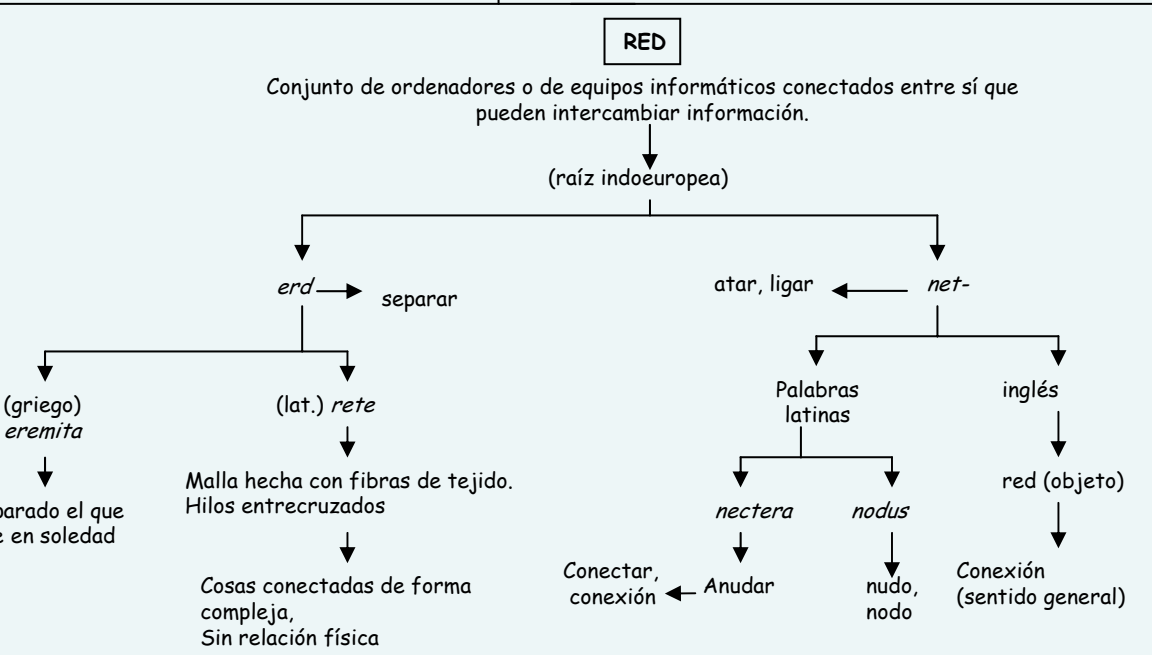 RED
Conjunto de ordenadores o de equipos informáticos conectados entre sí que
pueden intercambiar información.
(raíz indoeuropea)
erd
separar
atar, ligar
net-
(griego)
eremita
(lat.) rete
Palabras
latinas
inglés
el que
en soledad
Malla hecha con fibras de tejido.
Hilos entrecruzados
nectera
nodus
red (objeto)
Cosas conectadas de forma
compleja,
Sin relación física
Conectar,
conexión
Anudar
nudo,
nodo
Conexión
(sentido general)